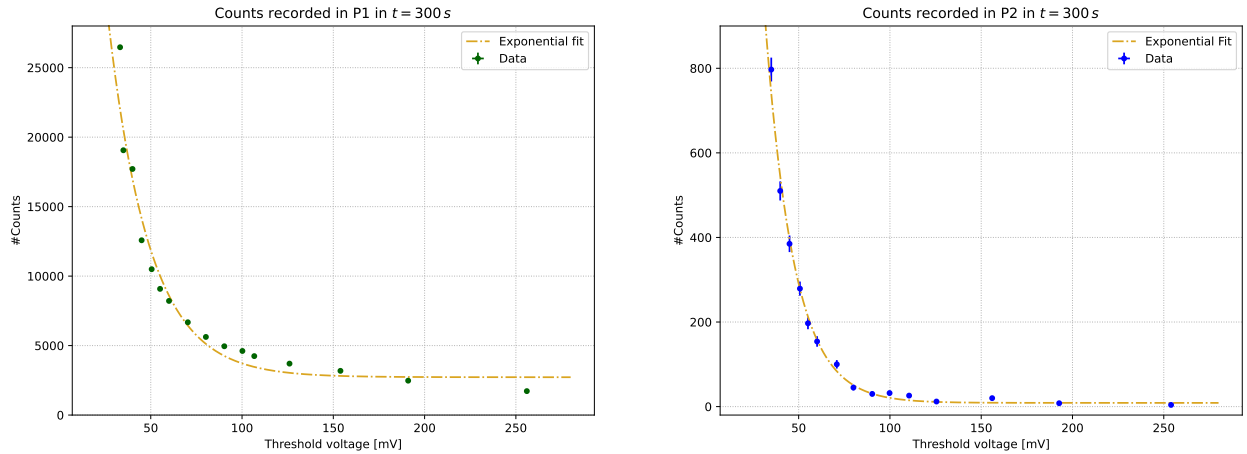 Counts recorded in P1 in t = 300 s
Exponential fit
Data
25000
20000
15000
10000
5000
0
#Counts
50
100
150
200
250
Threshold voltage [mV]
Counts recorded in P2 in t = 300 s
Exponential Fit
Data
800
600
400
200
0
#Counts
50
100
150
200
250
Threshold voltage [mV]